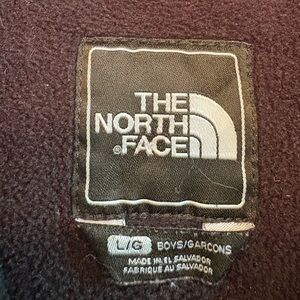 THE
NORTH
FACE
®
L/G BOYS/GARCONS
MADE IN EL SALVADOR
FABRIQUE AU SALVADOR